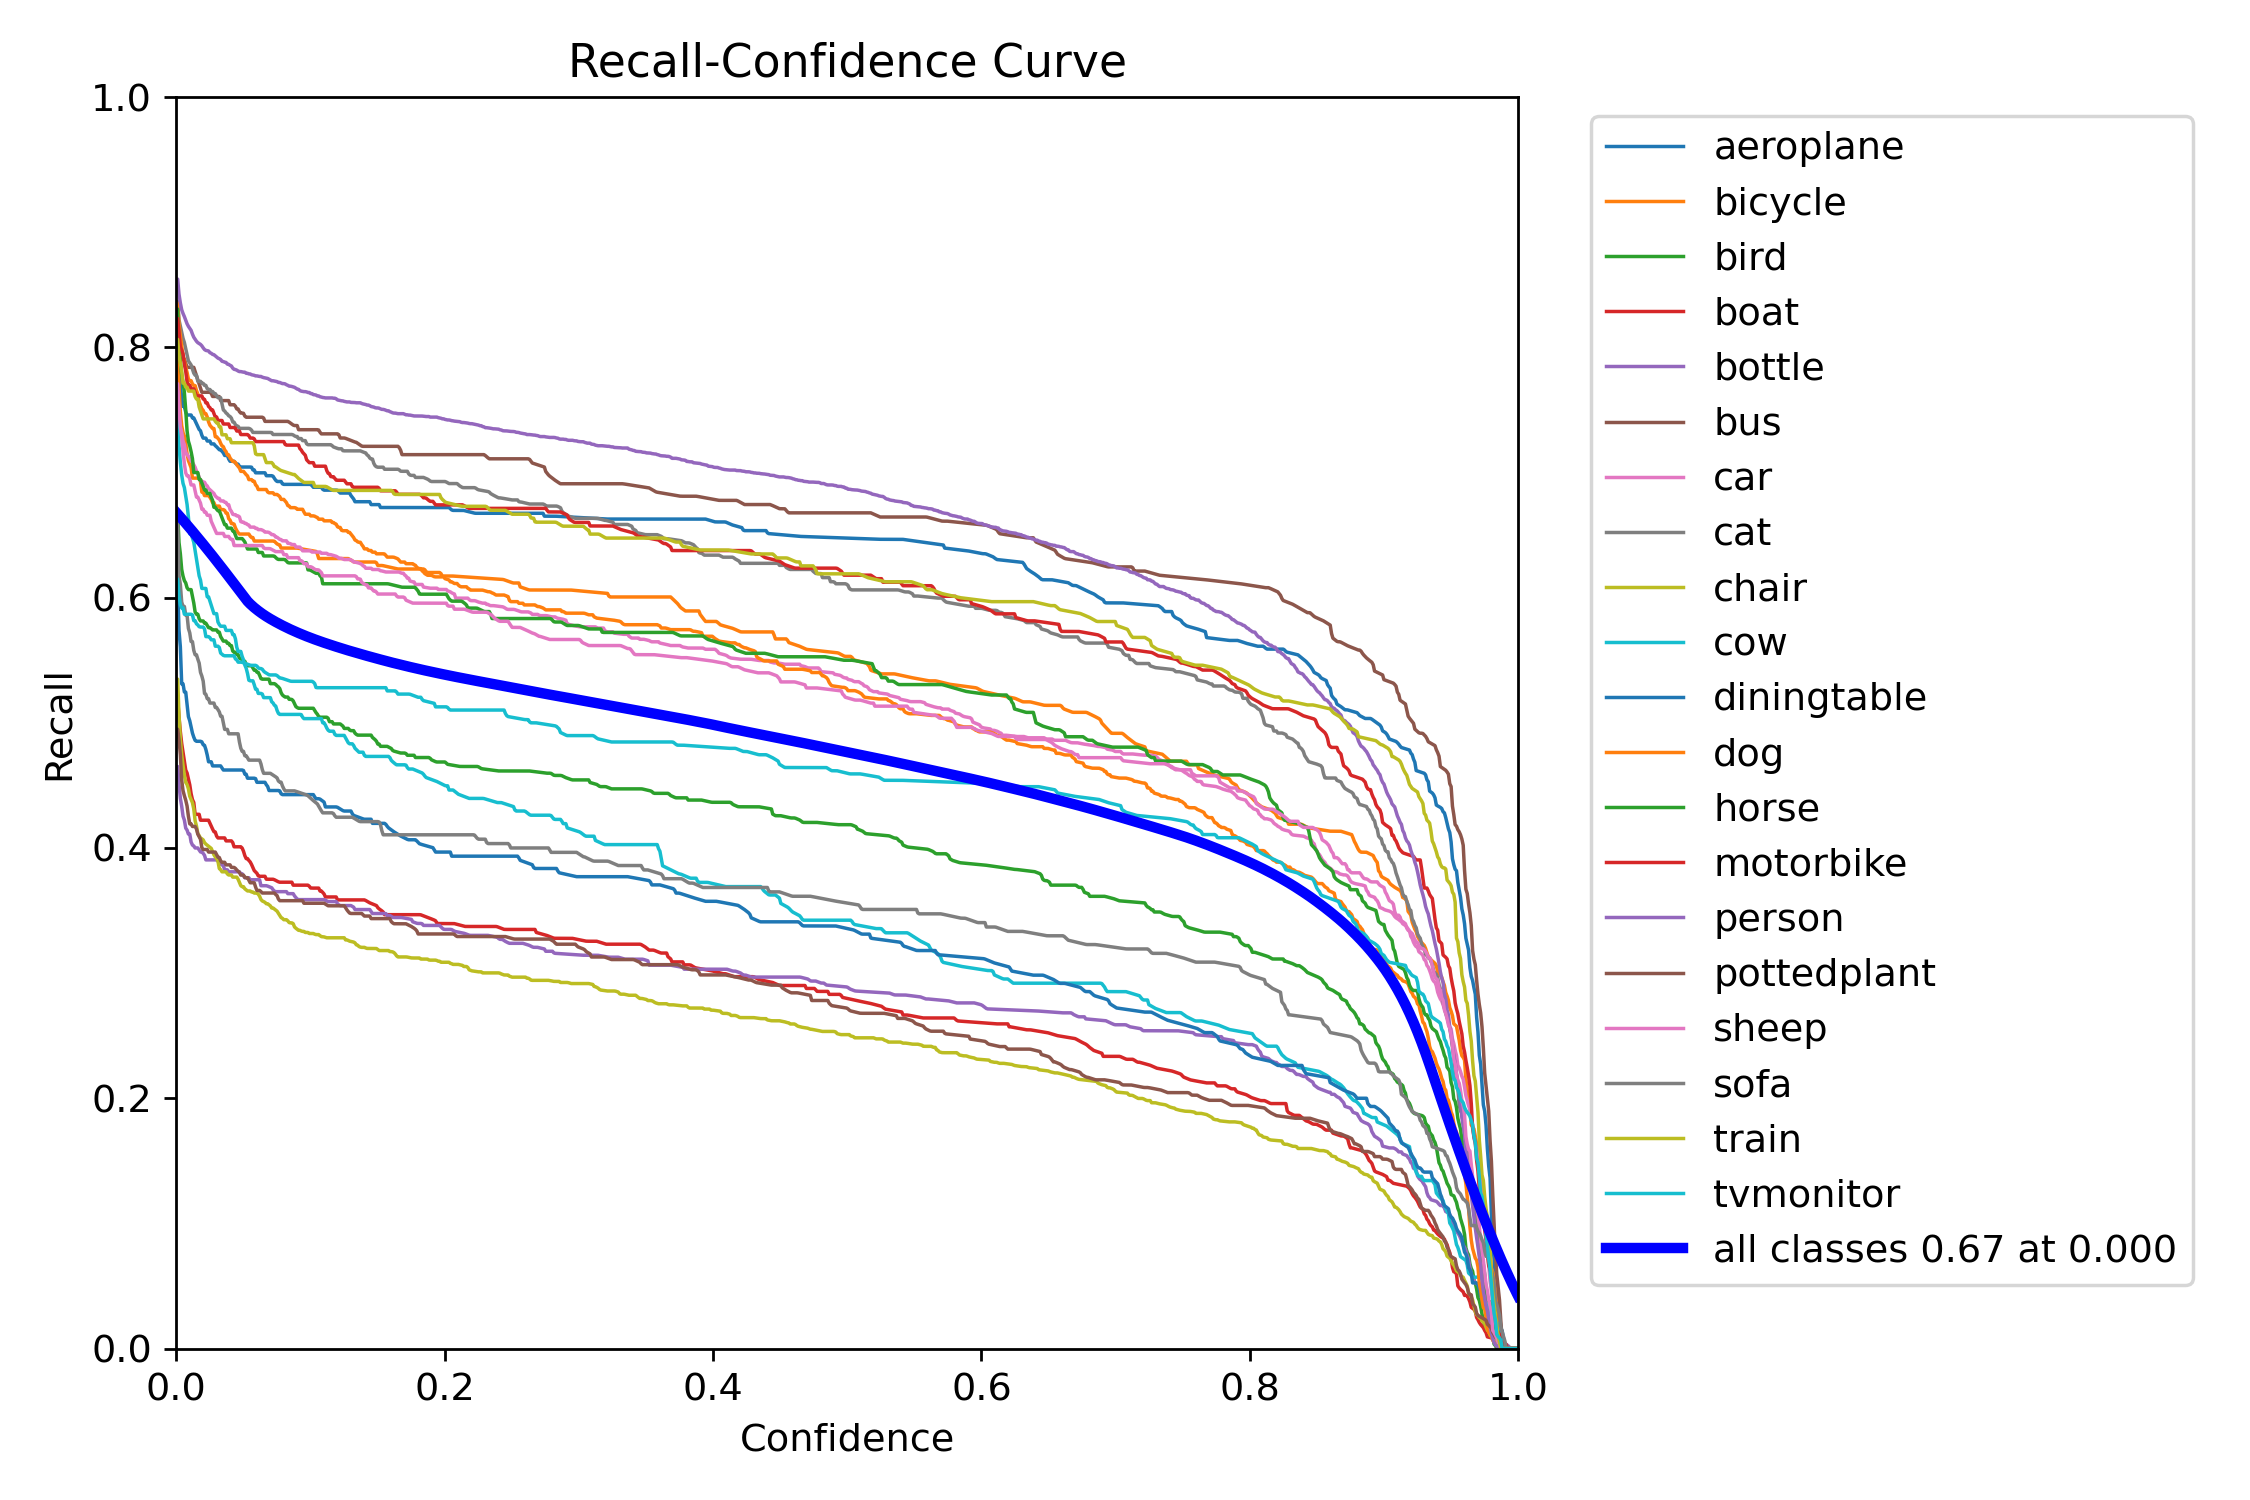 Recall-Confidence Curve
1.0
0.8
0.6
0.4
0.2
0.0
Recall
0.0 0.2 0.4 0.6 0.8 1.0
Confidence
aeroplane
bicycle
bird
boat
bottle
bus
car
cat
chair
cow
diningtable
dog
horse
motorbike
person
pottedplant
sheep
sofa
train
tvmonitor
all classes 0.67 at 0.000